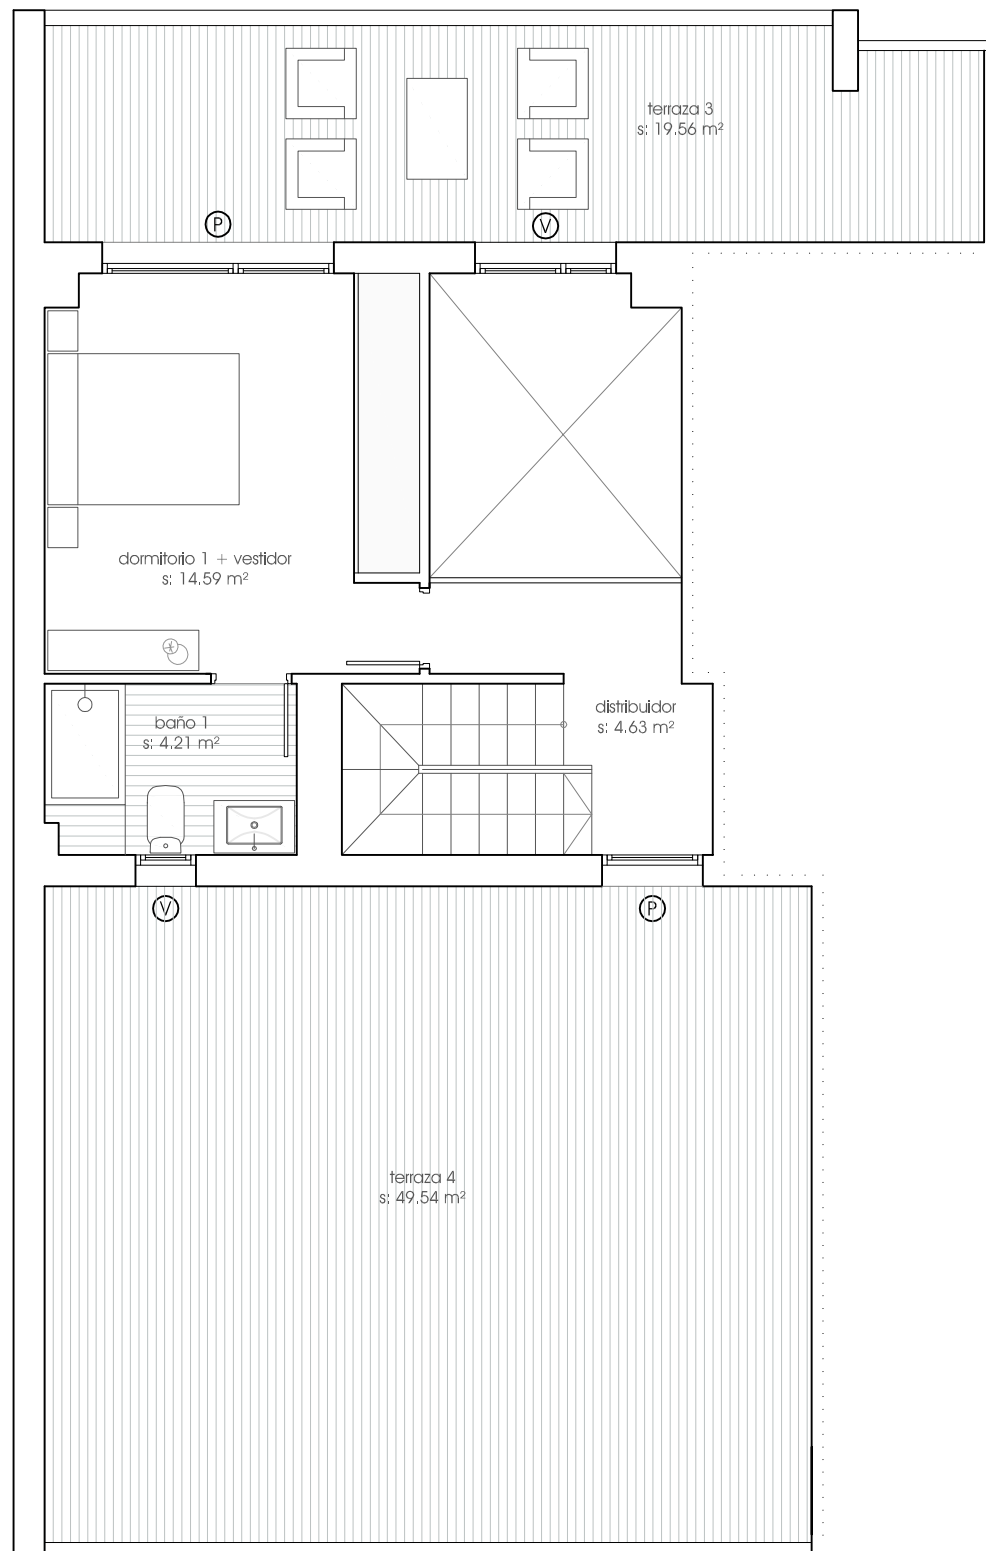 terraza 3
s: 19.56 m²
P
V
dormitorio 1 + vestidor
s: 14.59 m²
distribuidor
s: 4.63 m²
baño 1
s: 4.21 m²
V
P
terraza 4
s: 49.54 m²